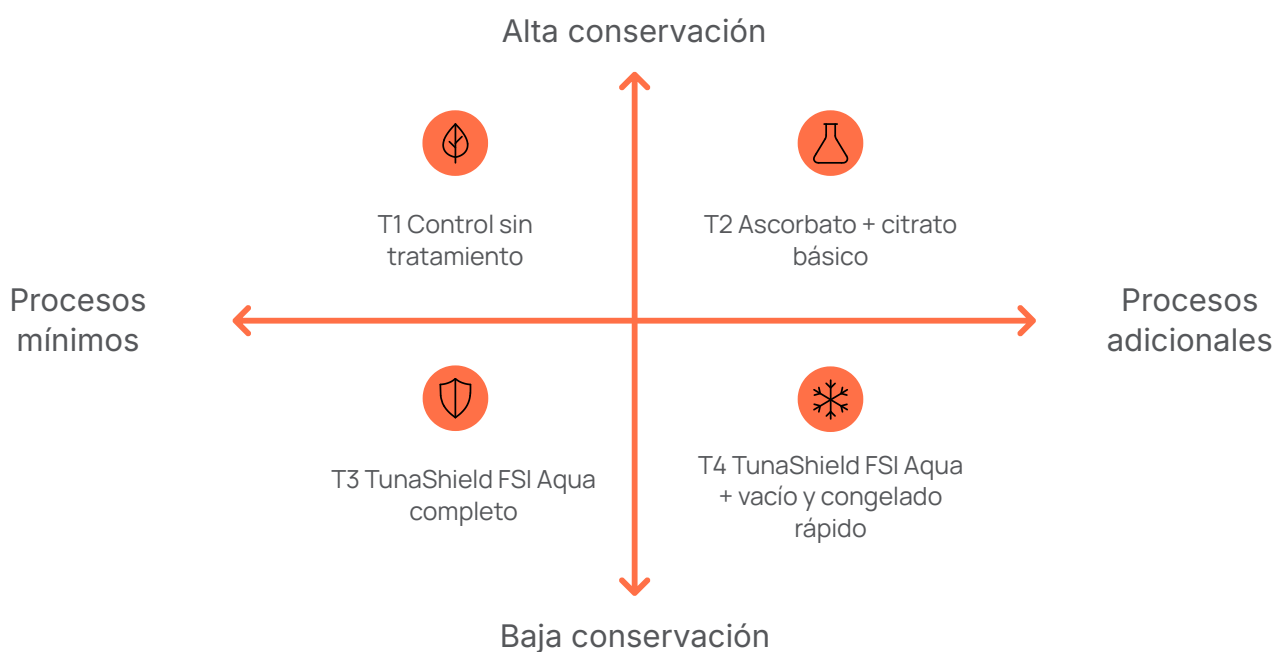 Alta conservación
T1 Control sin
tratamiento
T2 Ascorbato + citrato
básico
Procesos
mínimos
Procesos
adicionales
T3 TunaShield FSI Aqua
completo
T4 TunaShield FSI Aqua
+ vacío y congelado
rápido
Baja conservación